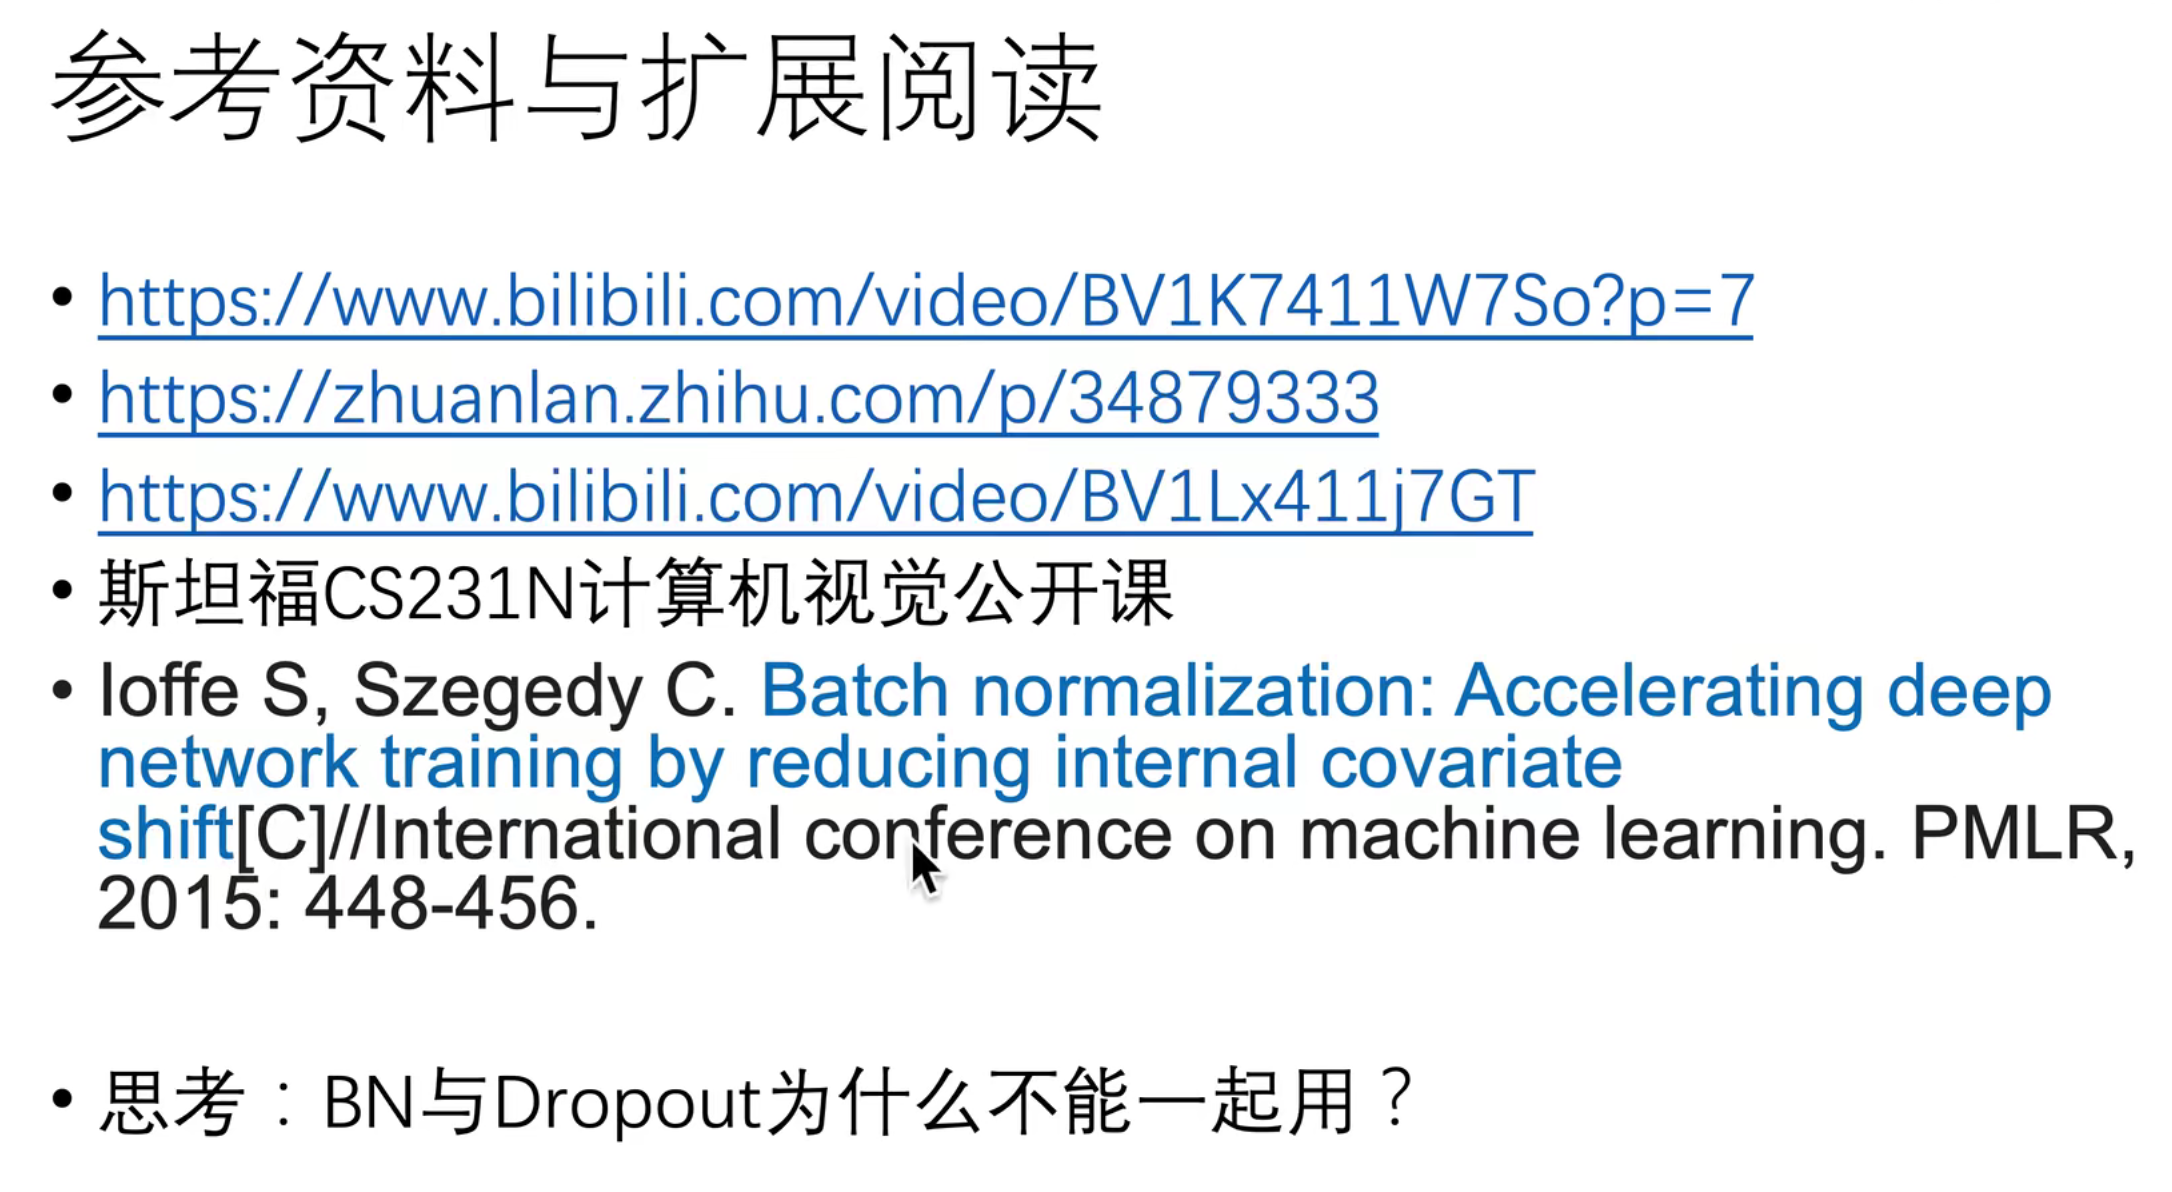 参考资料与扩展阅读
• https://www.bilibili.com/video/BV1K7411W7So?p=7
• https://zhuanlan.zhihu.com/p/34879333
• https://www.bilibili.com/video/BV1Lx411j7GT
• 斯坦福CS231N计算机视觉公开课
• Ioffe S, Szegedy C. Batch normalization: Accelerating deep
network training by reducing internal covariate
shift[C]//International conference on machine learning. PMLR,
2015: 448-456.
• 思考：BN与Dropout为什么不能一起用？